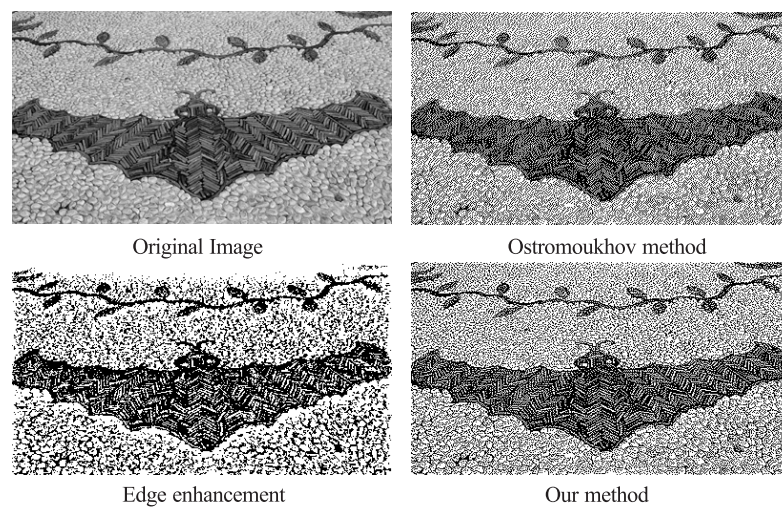 Original Image
Ostromoukhov method
Edge enhancement
Our method